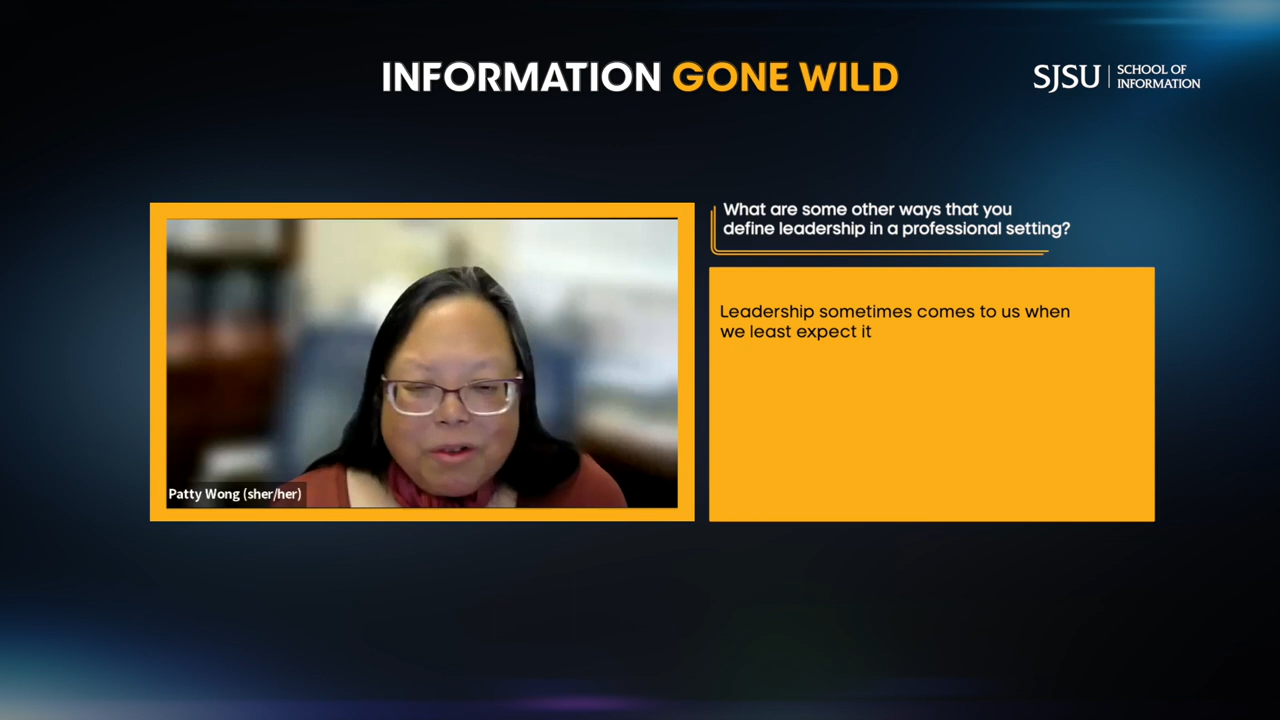 INFORMATION GONE WILD
SJSU
SCHOOL OF
INFORMATION
What are some other ways that you
define leadership in a professional setting?
Leadership sometimes comes to us when
we least expect it
Patty Wong (sher/her)